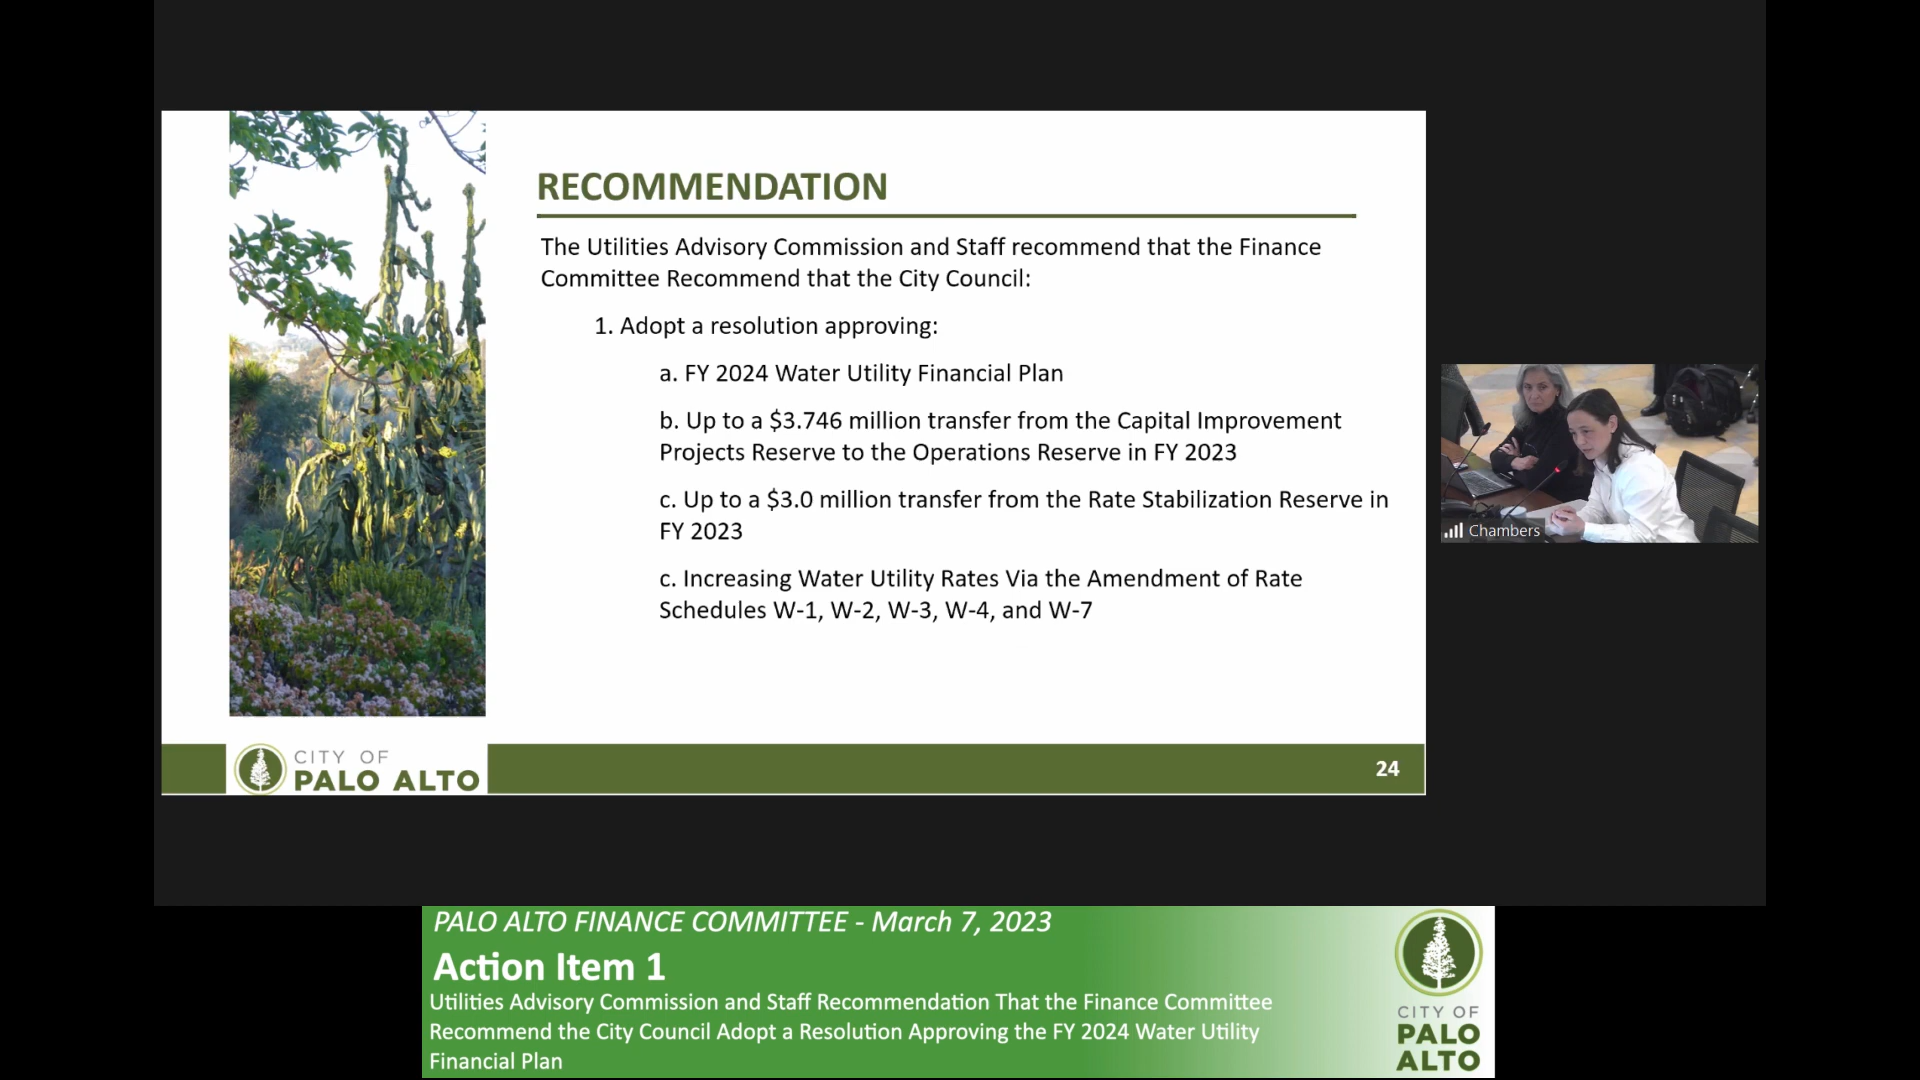 RECOMMENDATION
The Utilities Advisory Commission and Staff recommend that the Finance
Committee Recommend that the City Council:
1. Adopt a resolution approving:
a. FY 2024 Water Utility Financial Plan
b. Up to a $3.746 million transfer from the Capital Improvement
Projects Reserve to the Operations Reserve in FY 2023
c. Up to a $3.0 million transfer from the Rate Stabilization Reserve in
FY 2023
c. Increasing Water Utility Rates Via the Amendment of Rate
Schedules W-1, W-2, W-3, W-4, and W-7
CITY OF
PALO ALTO
24
Chambers
PALO ALTO FINANCE COMMITTEE - March 7, 2023
Action Item 1
Utilities Advisory Commission and Staff Recommendation That the Finance Committee
Recommend the City Council Adopt a Resolution Approving the FY 2024 Water Utility
Financial Plan
CITY OF
PALO
ALTO